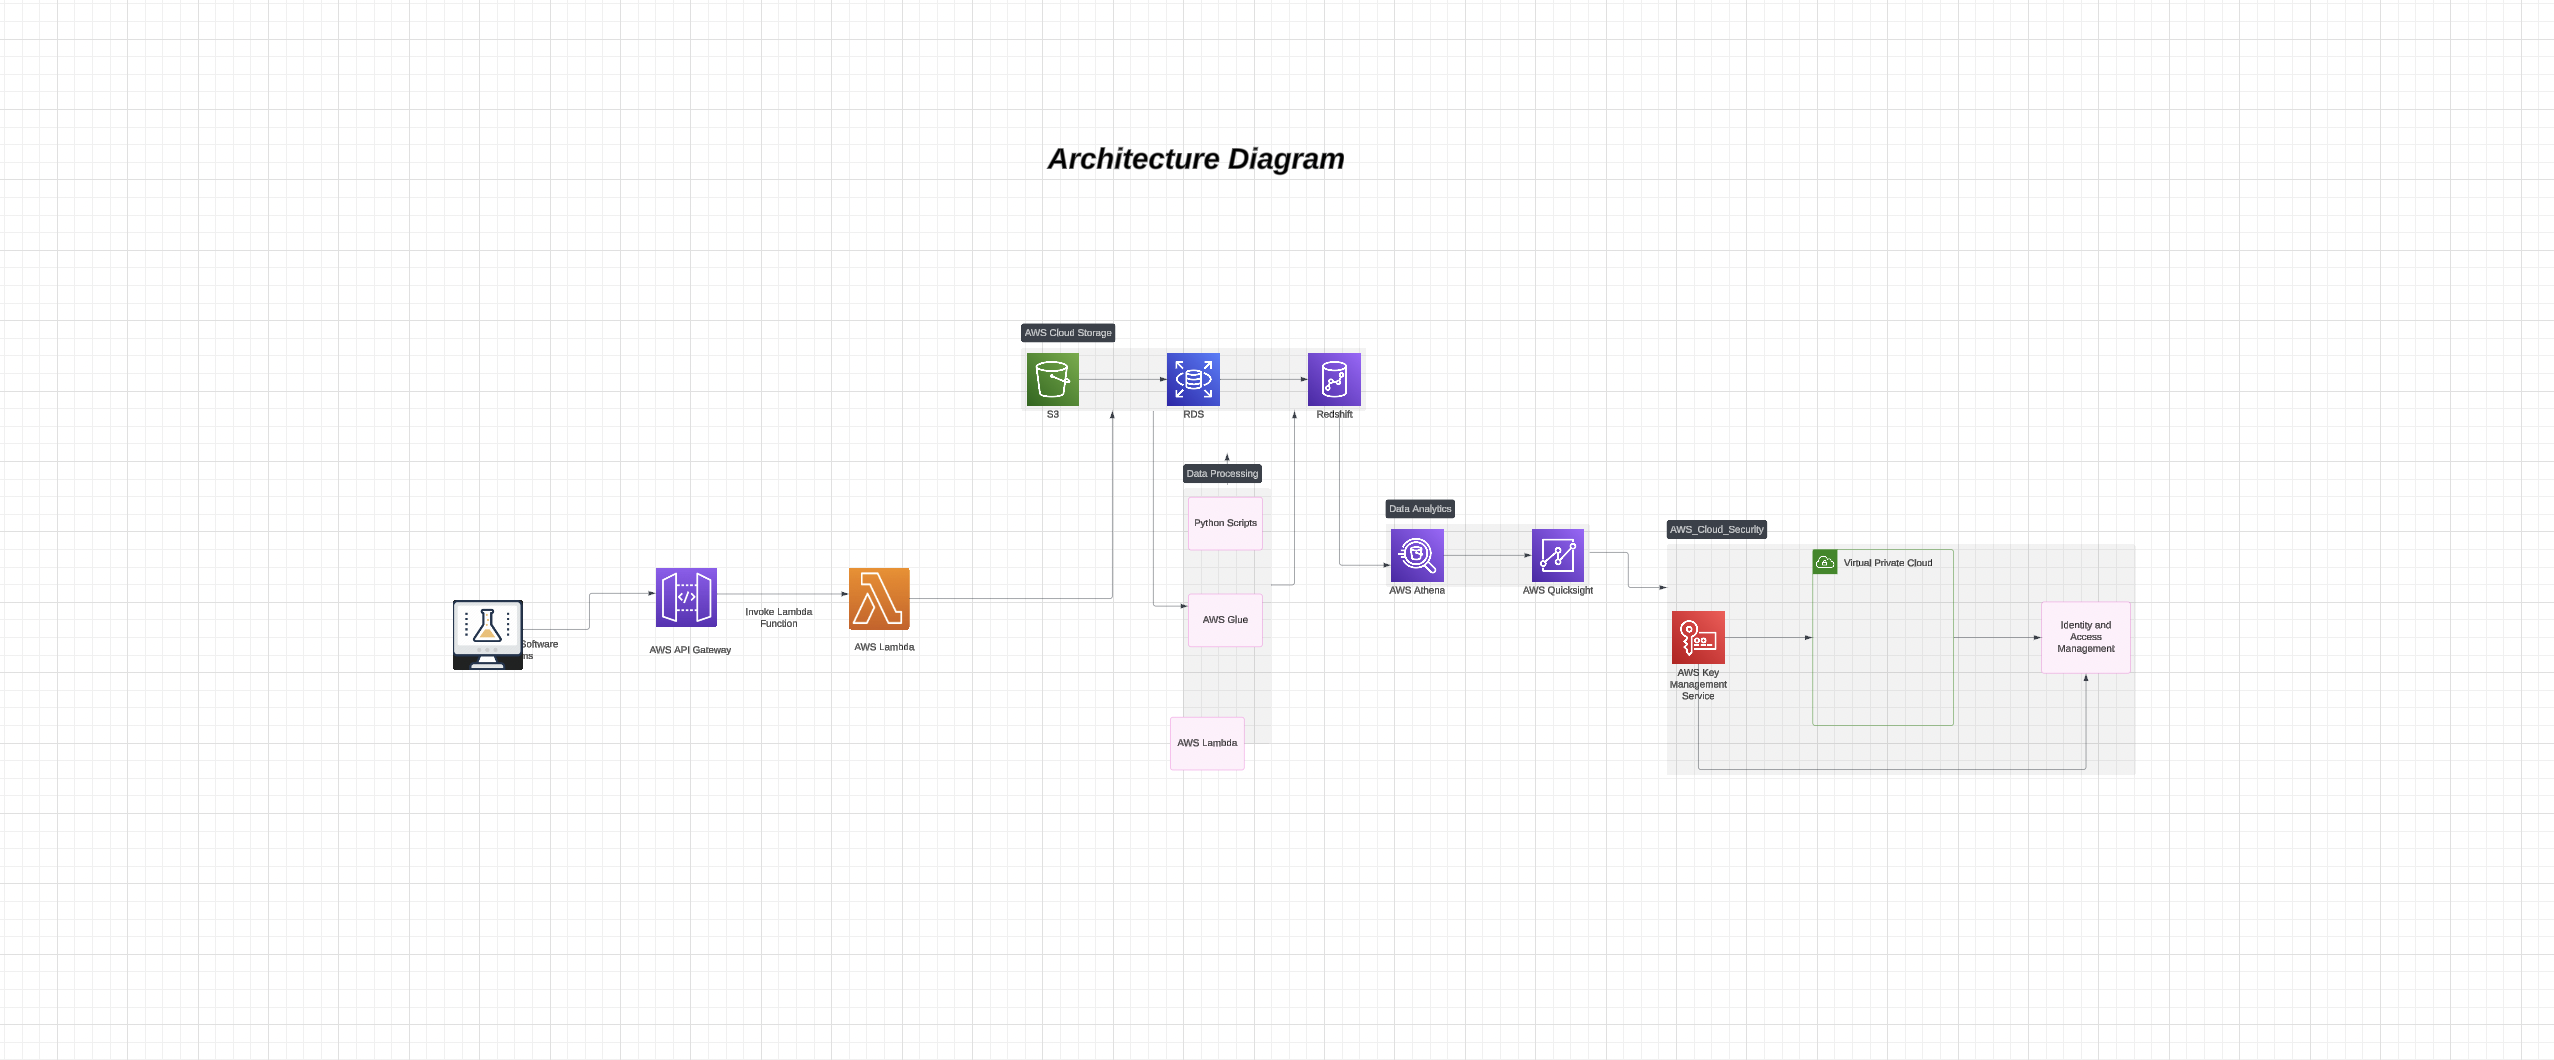 Architecture Diagram
AWS Cloud Storage
S3
RDS
Redshift
Data Processing
Python Scripts
AWS Glue
AWS Lambda
Data Analytics
AWS Athena
AWS Quicksight
AWS_Cloud_Security
Virtual Private Cloud
AWS Key
Management
Service
Identity and
Access
Management
Software
AWS API Gateway
Invoke Lambda
Function
AWS Lambda